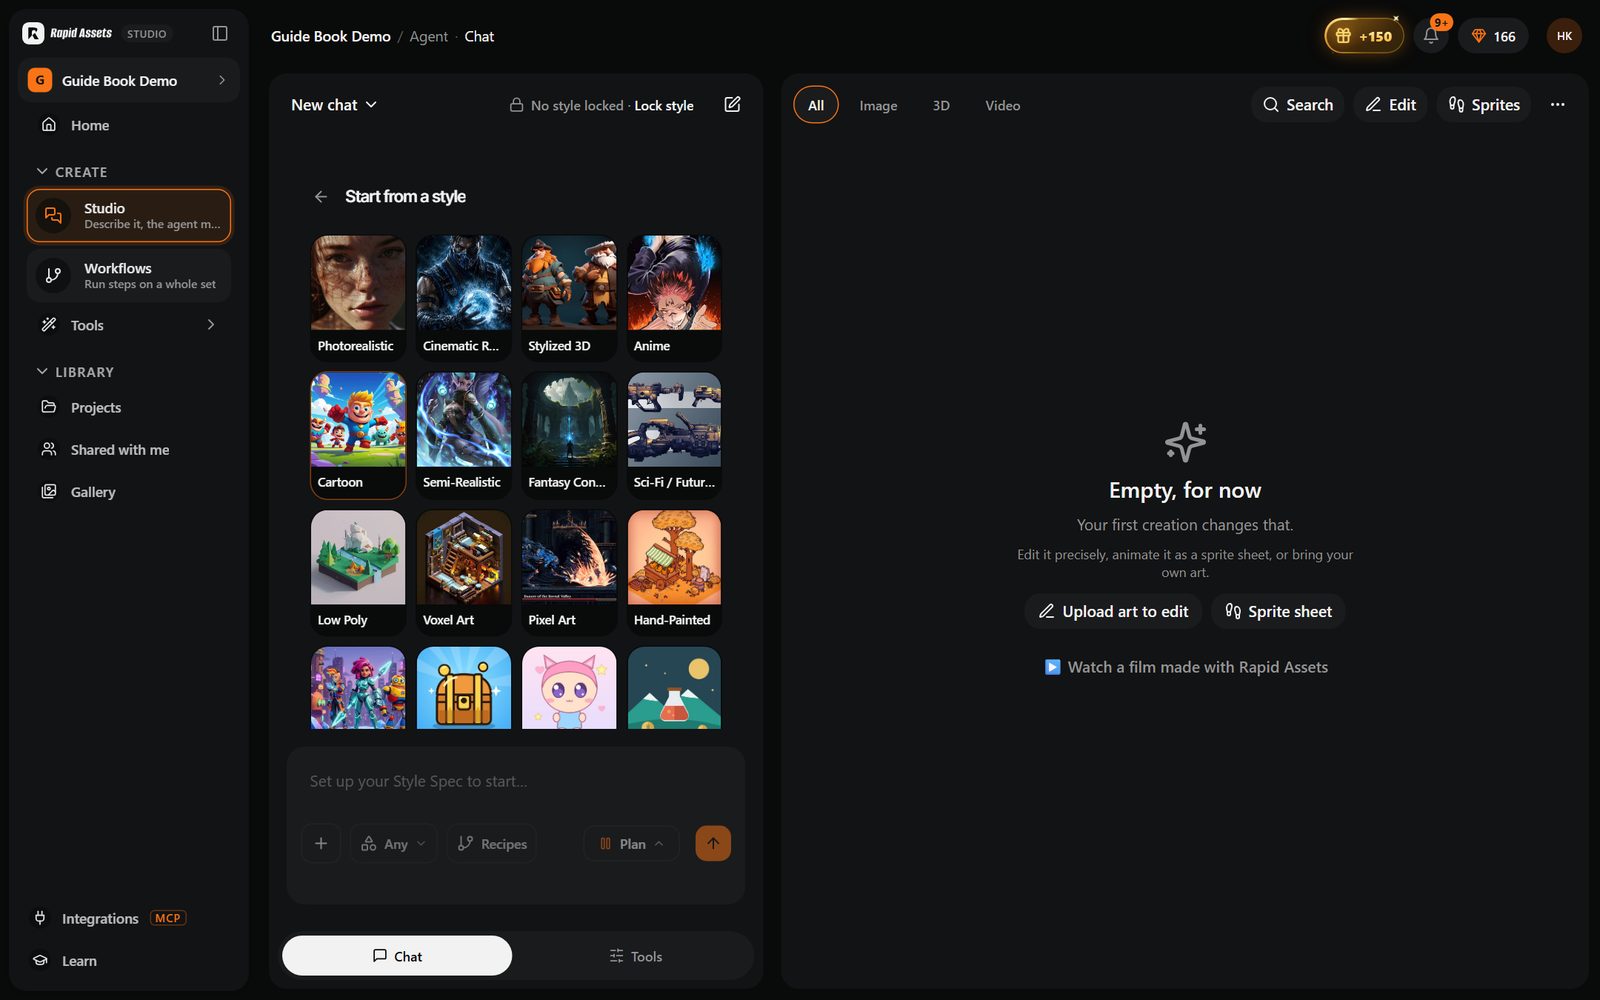 Rapid Assets STUDIO
Guide Book Demo / Agent · Chat
+150
9+
166
HK
G Guide Book Demo
Home
CREATE
Studio
Describe it, the agent m...
Workflows
Run steps on a whole set
Tools
LIBRARY
Projects
Shared with me
Gallery
Integrations MCP
Learn
New chat
No style locked · Lock style
Start from a style
Photorealistic
Cinematic R...
Stylized 3D
Anime
Cartoon
Semi-Realistic
Fantasy Con...
Sci-Fi / Futur...
Low Poly
Voxel Art
Pixel Art
Hand-Painted
Set up your Style Spec to start...
Any
Recipes
Plan
Chat
Tools
All
Image
3D
Video
Search
Edit
Sprites
Empty, for now
Your first creation changes that.
Edit it precisely, animate it as a sprite sheet, or bring your
own art.
Upload art to edit
Sprite sheet
Watch a film made with Rapid Assets